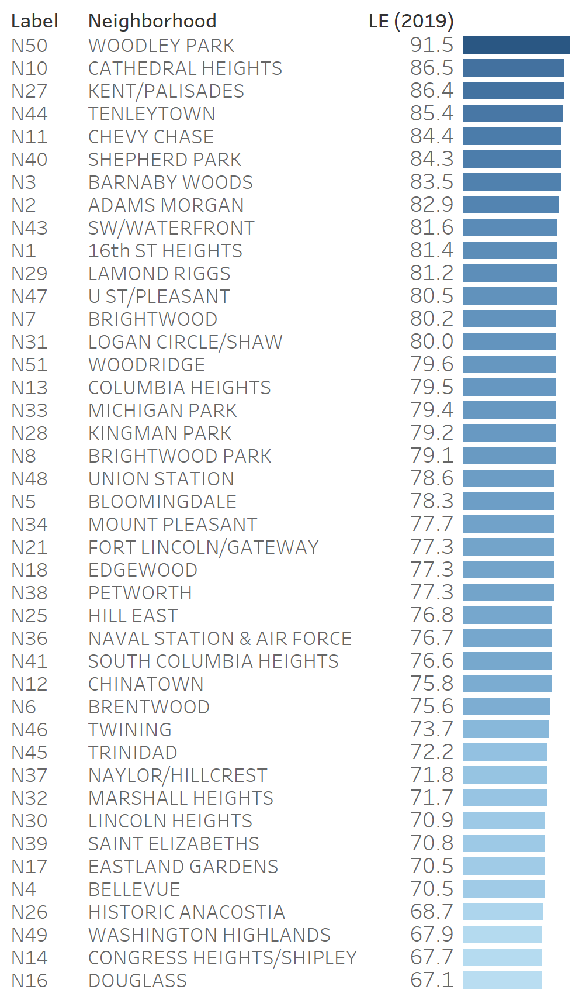 Label Neighborhood LE (2019)
N50 WOODLEY PARK 91.5
N10 CATHEDRAL HEIGHTS 86.5
N27 KENT/PALISADES 86.4
N44 TENLEYTOWN 85.4
N11 CHEVY CHASE 84.4
N40 SHEPHERD PARK 84.3
N3 BARNABY WOODS 83.5
N2 ADAMS MORGAN 82.9
N43 SW/WATERFRONT 81.6
N1 16th ST HEIGHTS 81.4
N29 LAMOND RIGGS 81.2
N47 U ST/PLEASANT 80.5
N7 BRIGHTWOOD 80.2
N31 LOGAN CIRCLE/SHAW 80.0
N51 WOODRIDGE 79.6
N13 COLUMBIA HEIGHTS 79.5
N33 MICHIGAN PARK 79.4
N28 KINGMAN PARK 79.2
N8 BRIGHTWOOD PARK 79.1
N48 UNION STATION 78.6
N5 BLOOMINGDALE 78.3
N34 MOUNT PLEASANT 77.7
N21 FORT LINCOLN/GATEWAY 77.3
N18 EDGEWOOD 77.3
N38 PETWORTH 77.3
N25 HILL EAST 76.8
N36 NAVAL STATION & AIR FORCE 76.7
N41 SOUTH COLUMBIA HEIGHTS 76.6
N12 CHINATOWN 75.8
N6 BRENTWOOD 75.6
N46 TWINING 73.7
N45 TRINIDAD 72.2
N37 NAYLOR/HILLCREST 71.8
N32 MARSHALL HEIGHTS 71.7
N30 LINCOLN HEIGHTS 70.9
N39 SAINT ELIZABETHS 70.8
N17 EASTLAND GARDENS 70.5
N4 BELLEVUE 70.5
N26 HISTORIC ANACOSTIA 68.7
N49 WASHINGTON HIGHLANDS 67.9
N14 CONGRESS HEIGHTS/SHIPLEY 67.7
N16 DOUGLASS 67.1